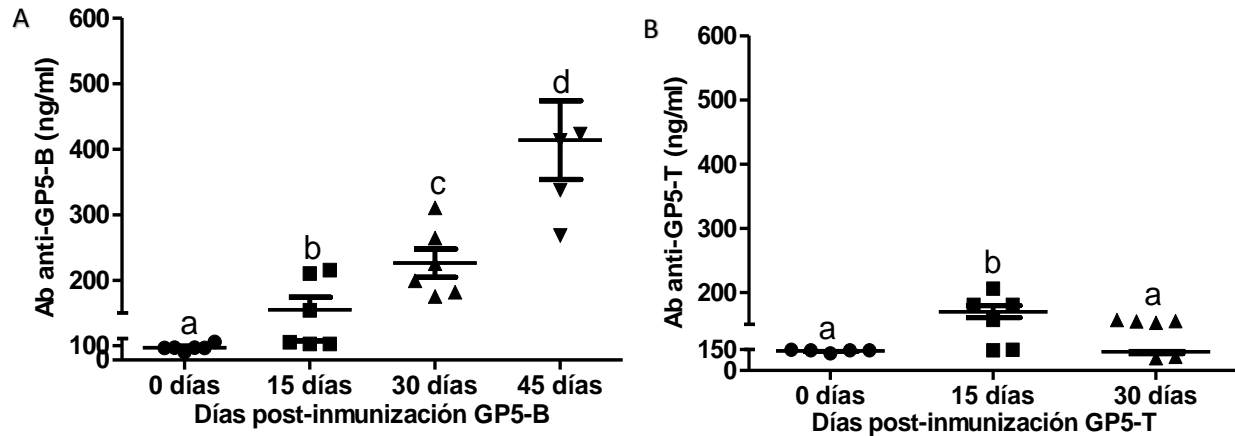 A
Ab anti-GP5-B (ng/ml)
600
500
400
300
200
100
0
a
b
c
d
0 días 15 días 30 días 45 días
Días post-inmunización GP5-B
B
Ab anti-GP5-T (ng/ml)
600
500
400
300
200
150
0
a
b
a
0 días 15 días 30 días
Días post-inmunización GP5-T